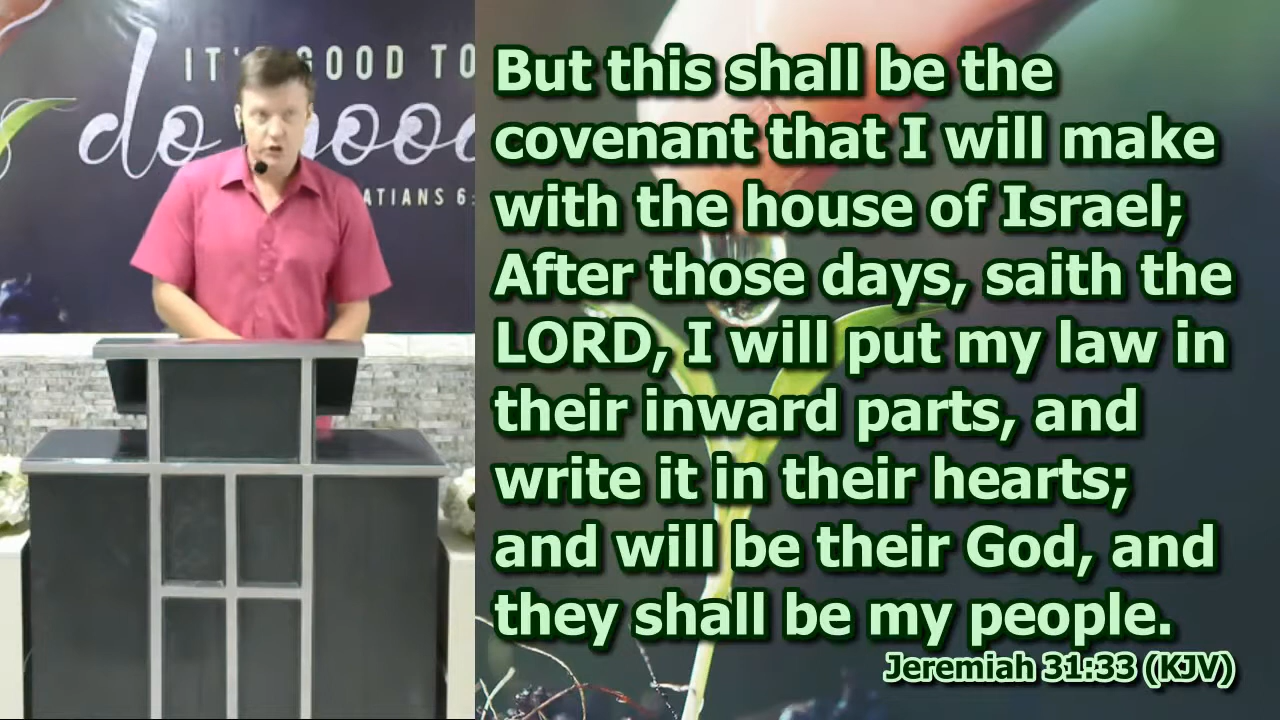 IT'S GOOD TO
do good
ATIANS 6:
But this shall be the
covenant that I will make
with the house of Israel;
After those days, saith the
LORD, I will put my law in
their inward parts, and
write it in their hearts;
and will be their God, and
they shall be my people.
Jeremiah 31:33 (KJV)